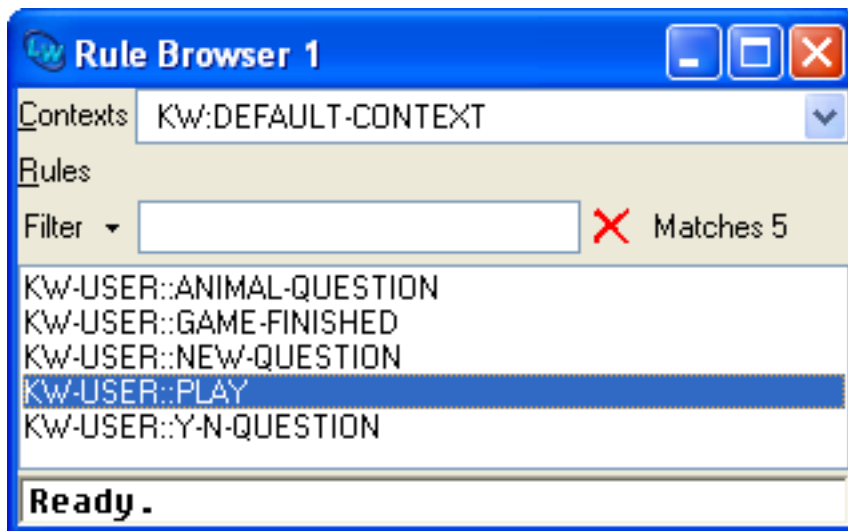 LW Rule Browser 1
Contexts KW:DEFAULT-CONTEXT
Rules
Filter Matches 5
KW-USER::ANIMAL-QUESTION
KW-USER::GAME-FINISHED
KW-USER::NEW-QUESTION
KW-USER::PLAY
KW-USER::Y-N-QUESTION
Ready.